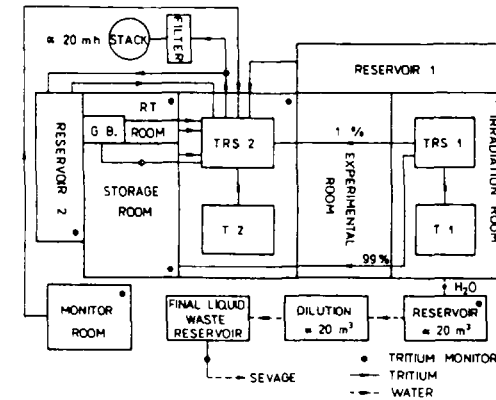 ∝ 20 mh
STACK
FILTER
RESERVOIR 1
RT
ROOM
G.B.
TRS 2
1 %
TRS 1
RESERVOIR 2
STORAGE
ROOM
EXPERIMENTAL
ROOM
IRRADIATION ROOM
T 2
T 1
99%
H₂O
MONITOR
ROOM
FINAL LIQUID
WASTE
RESERVOIR
DILUTION
∝ 20 m³
RESERVOIR
∝ 20 m³
SEVAGE
TRITIUM MONITOR
TRITIUM
WATER